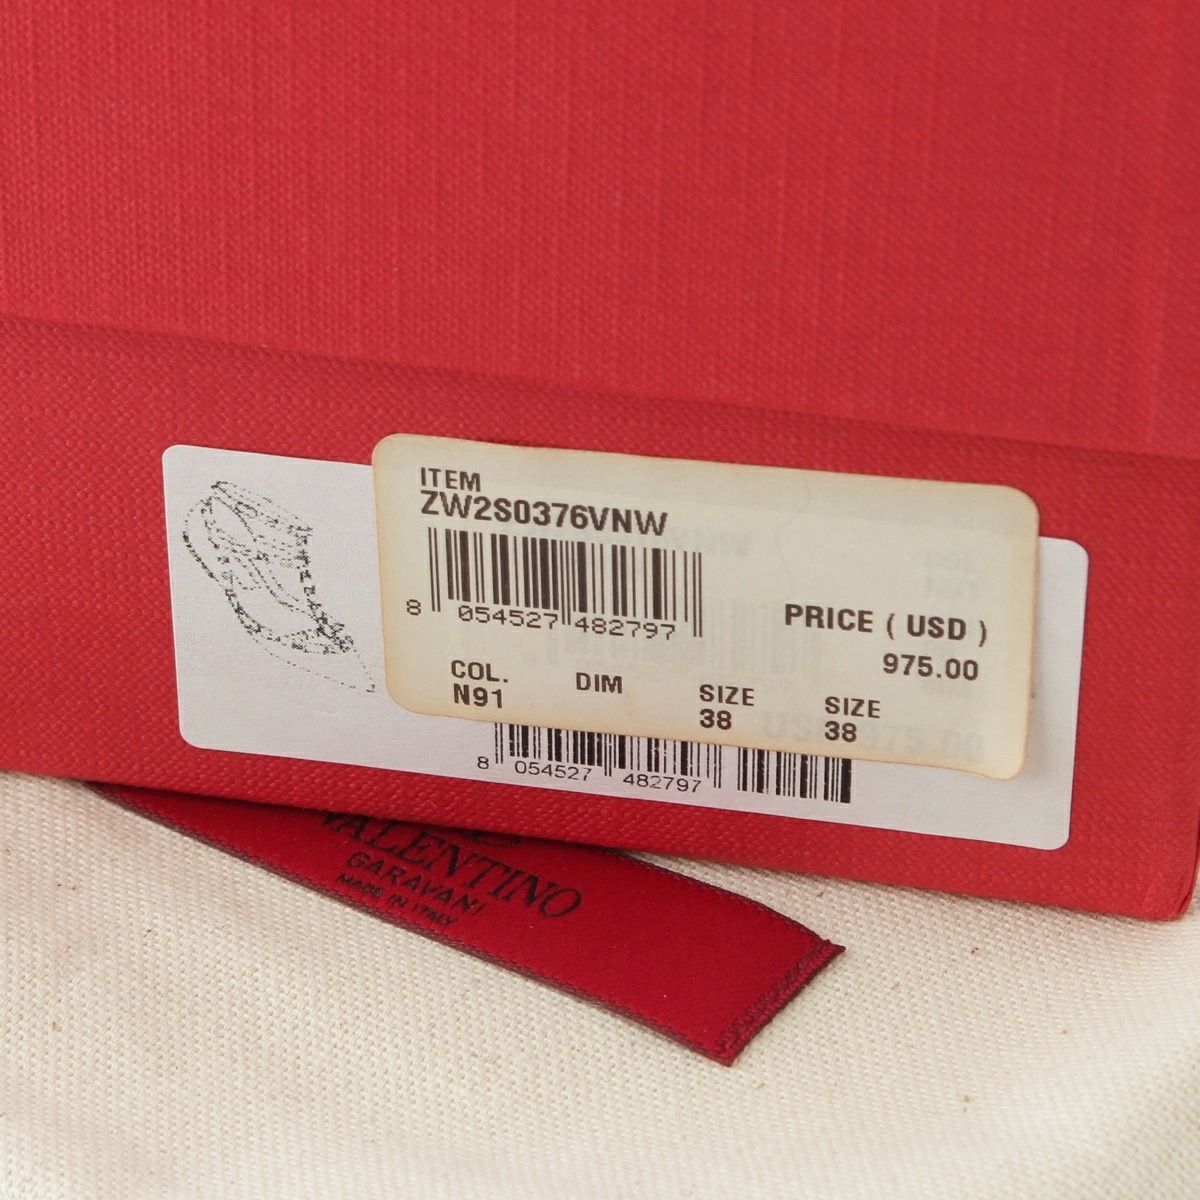 ITEM
ZW2S0376VNW
8 054527 482797
PRICE ( USD )
975.00
COL. DIM SIZE SIZE
N91 38 38
8 054527 482797
VALENTINO
GARAVANI
MADE IN ITALY